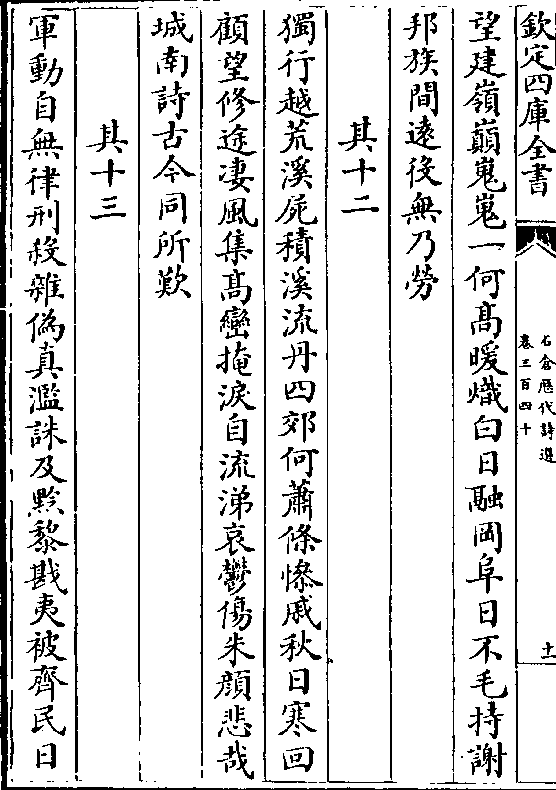 欽定四庫全書
石倉歷代詩選
卷三百四十
十一
望建嶺巔嵬嵬一何髙暖熾白日融岡阜日不毛持謝
邦族間遠役無乃勞
其十二
獨行越荒溪屍積溪流丹四郊何蕭條慘戚秋日寒回
顧望修途凄風集髙巒掩淚自流涕哀鬱傷朱顔悲哉
城南詩古今同所歎
其十三
軍動自無律刑殺雜偽真濫誅及黔黎戡夷被齊民日